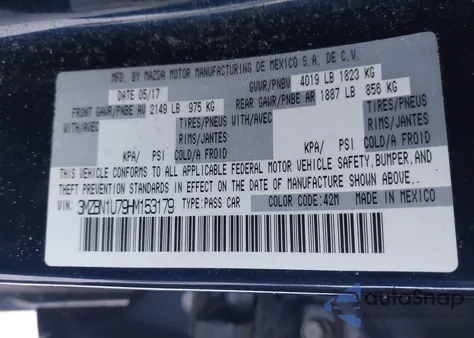 MFD. BY MAZDA MOTOR MANUFACTURING DE MEXICO S.A. DE C.V.
DATE 05/17 GVWR/PNBV 4019 LB 1823 KG
FRONT GAWR/PNBE AV 2149 LB 975 KG REAR GAWR/PNBE AR 1887 LB 856 KG
WITH/AVEC TIRES/PNEUS WITH/AVEC TIRES/PNEUS
RIMS/JANTES RIMS/JANTES
KPA/ PSI COLD/A FROID KPA/ PSI COLD/A FROID
THIS VEHICLE CONFORMS TO ALL APPLICABLE FEDERAL MOTOR VEHICLE SAFETY, BUMPER, AND
THEFT PREVENTION STANDARDS IN EFFECT ON THE DATE OF MANUFACTURE SHOWN ABOVE.
VIN: 3MZBN1U79HM153179 TYPE: PASS CAR COLOR CODE: 42M MADE IN MEXICO
autoSnap